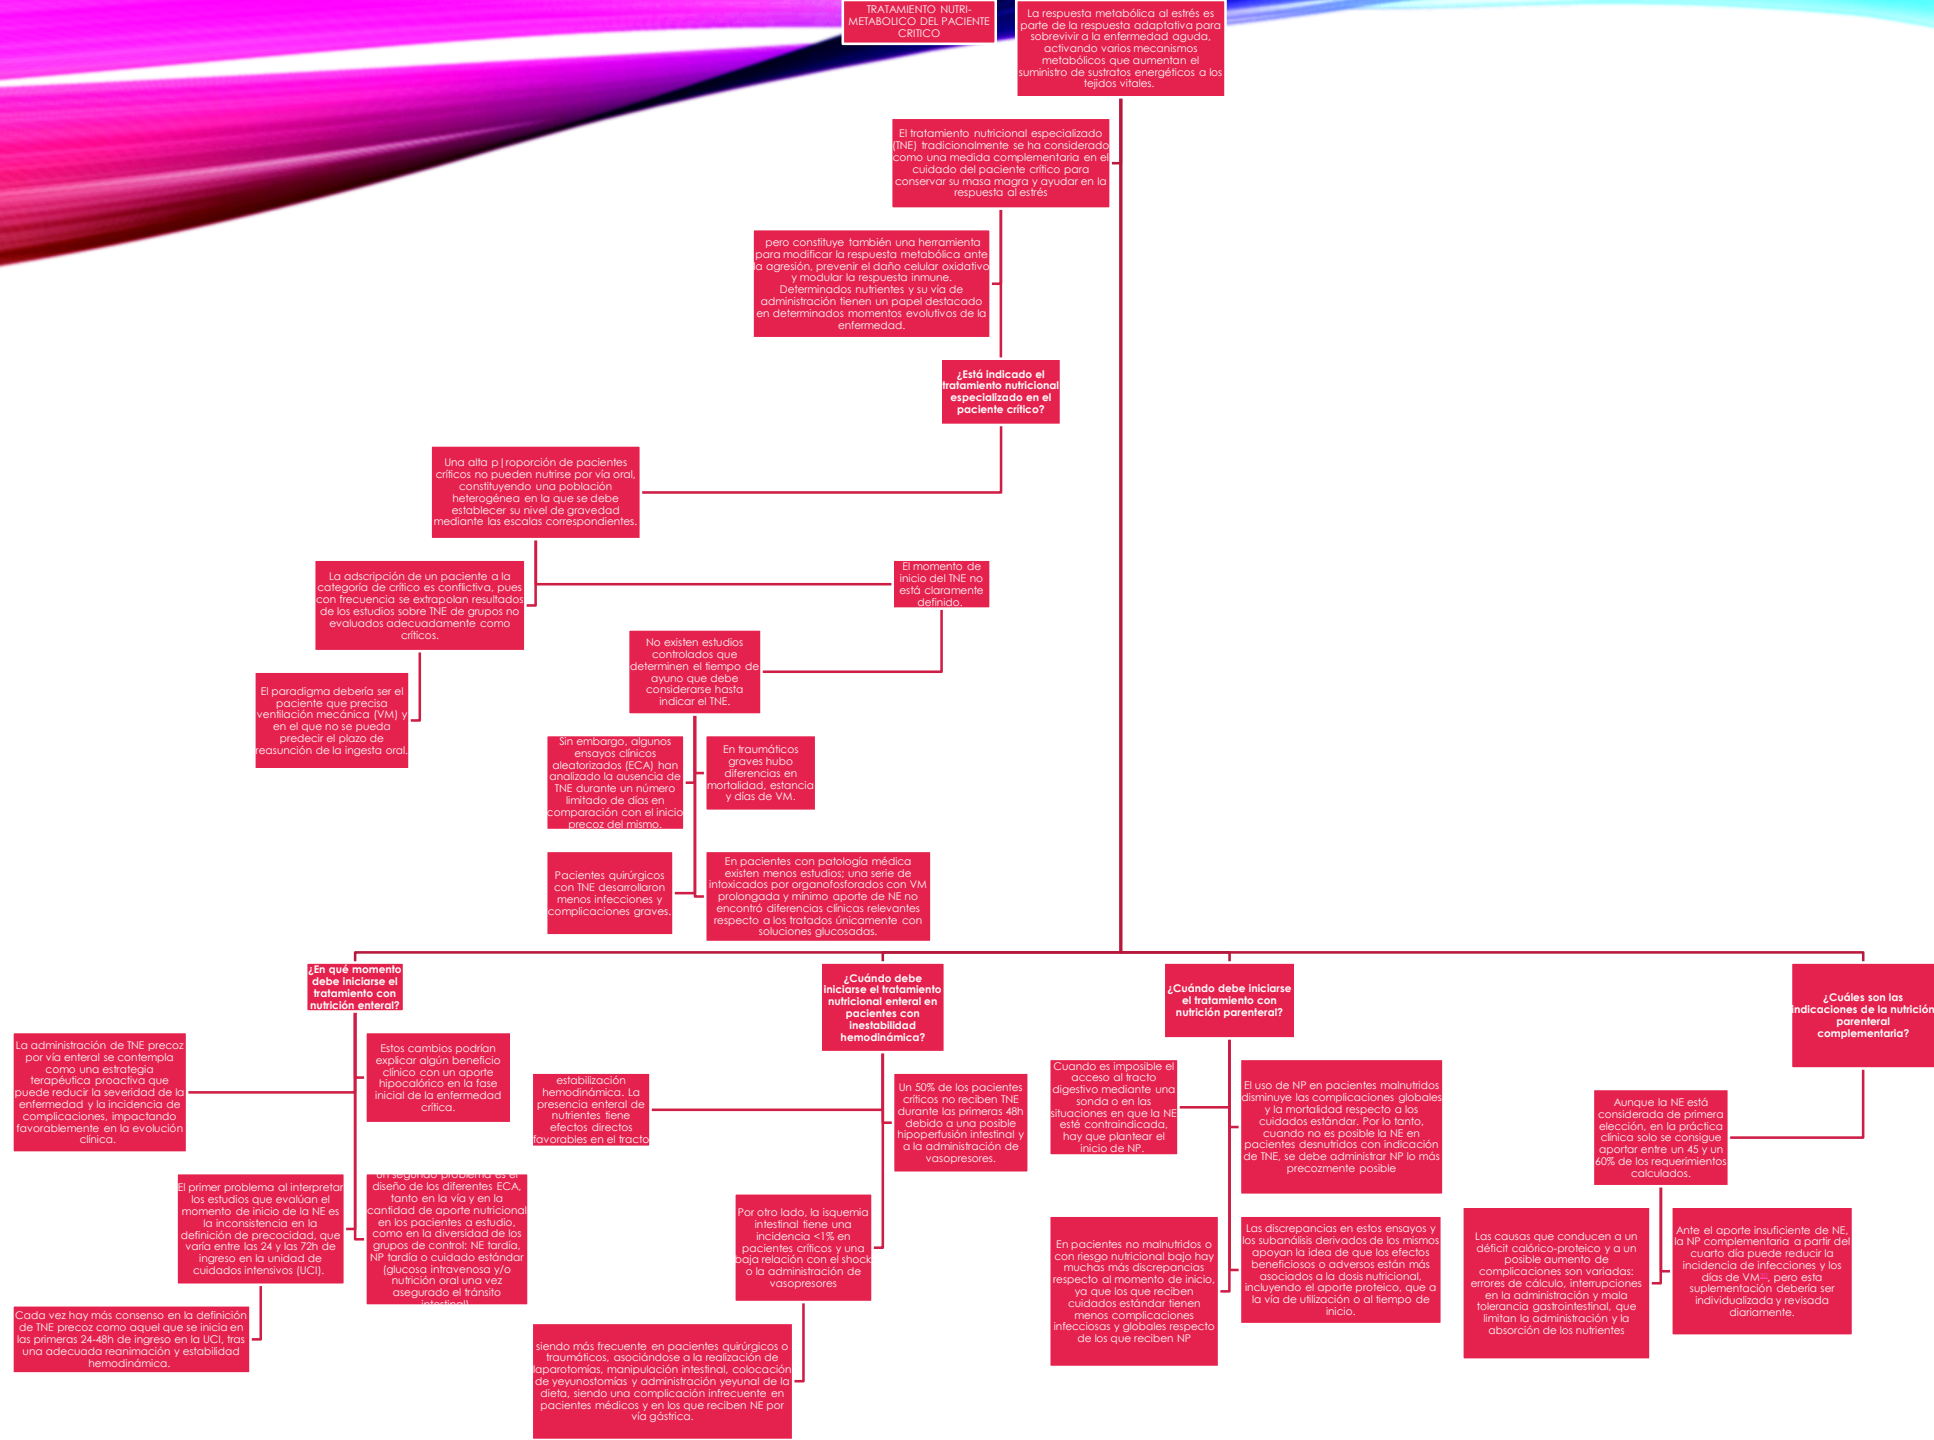 TRATAMIENTO NUTRI-
METABOLICO DEL PACIENTE
CRITICO
La respuesta metabólica al estrés es
parte de la respuesta adaptativa para
sobrevivir a la enfermedad aguda,
activando varios mecanismos
metabólicos que aumentan el
suministro de sustratos energéticos a los
tejidos vitales.
El tratamiento nutricional especializado
(TNE) tradicionalmente se ha considerado
como una medida complementaria en el
cuidado del paciente crítico para
conservar su masa magra y ayudar en la
respuesta al estrés
pero constituye también una herramienta
para modificar la respuesta metabólica ante
la agresión, prevenir el daño celular oxidativo
y modular la respuesta inmune.
Determinados nutrientes y su vía de
administración tienen un papel destacado
en determinados momentos evolutivos de la
enfermedad.
¿Está indicado el
tratamiento nutricional
especializado en el
paciente crítico?
Una alta p|roporción de pacientes
críticos no pueden nutrirse por vía oral,
constituyendo una población
heterogénea en la que se debe
establecer su nivel de gravedad
mediante las escalas correspondientes.
La adscripción de un paciente a la
categoría de crítico es conflictiva, pues
con frecuencia se extrapolan resultados
de los estudios sobre TNE de grupos no
evaluados adecuadamente como
críticos.
El paradigma debería ser el
paciente que precisa
ventilación mecánica (VM) y
en el que no se pueda
predecir el plazo de
reasunción de la ingesta oral.
El momento de
inicio del TNE no
está claramente
definido.
No existen estudios
controlados que
determinen el tiempo de
ayuno que debe
considerarse hasta
indicar el TNE.
Sin embargo, algunos
ensayos clínicos
aleatorizados (ECA) han
analizado la ausencia de
TNE durante un número
limitado de días en
comparación con el inicio
precoz del mismo.
En traumáticos
graves hubo
diferencias en
mortalidad, estancia
y días de VM.
Pacientes quirúrgicos
con TNE desarrollaron
menos infecciones y
complicaciones graves.
En pacientes con patología médica
existen menos estudios; una serie de
intoxicados por organofosforados con VM
prolongada y mínimo aporte de NE no
encontró diferencias clínicas relevantes
respecto a los tratados únicamente con
soluciones glucosadas.
¿En qué momento
debe iniciarse el
tratamiento con
nutrición enteral?
La administración de TNE precoz
por vía enteral se contempla
como una estrategia
terapéutica proactiva que
puede reducir la severidad de la
enfermedad y la incidencia de
complicaciones, impactando
favorablemente en la evolución
clínica.
Estos cambios podrían
explicar algún beneficio
clínico con un aporte
hipocalórico en la fase
inicial de la enfermedad
crítica.
El primer problema al interpretar
los estudios que evalúan el
momento de inicio de la NE es
la inconsistencia en la
definición de precocidad, que
varía entre las 24 y las 72h de
ingreso en la unidad de
cuidados intensivos (UCI).
Cada vez hay más consenso en la definición
de TNE precoz como aquel que se inicia en
las primeras 24-48h de ingreso en la UCI, tras
una adecuada reanimación y estabilidad
hemodinámica.
Un segundo problema es el
diseño de los diferentes ECA,
tanto en la vía y en la
cantidad de aporte nutricional
en los pacientes a estudio,
como en la diversidad de los
grupos de control: NE tardía,
NP tardía o cuidado estándar
(glucosa intravenosa y/o
nutrición oral una vez
asegurado el tránsito
intestinal)
¿Cuándo debe
iniciarse el tratamiento
nutricional enteral en
pacientes con
inestabilidad
hemodinámica?
estabilización
hemodinámica. La
presencia enteral de
nutrientes tiene
efectos directos
favorables en el tracto
Un 50% de los pacientes
críticos no reciben TNE
durante las primeras 48h
debido a una posible
hipoperfusión intestinal y
a la administración de
vasopresores.
Por otro lado, la isquemia
intestinal tiene una
incidencia <1% en
pacientes críticos y una
baja relación con el shock
o la administración de
vasopresores
siendo más frecuente en pacientes quirúrgicos o
traumáticos, asociándose a la realización de
laparotomías, manipulación intestinal, colocación
de yeyunostomías y administración yeyunal de la
dieta, siendo una complicación infrecuente en
pacientes médicos y en los que reciben NE por
vía gástrica.
¿Cuándo debe iniciarse
el tratamiento con
nutrición parenteral?
Cuando es imposible el
acceso al tracto
digestivo mediante una
sonda o en las
situaciones en que la NE
esté contraindicada,
hay que plantear el
inicio de NP.
El uso de NP en pacientes malnutridos
disminuye las complicaciones globales
y la mortalidad respecto a los
cuidados estándar. Por lo tanto,
cuando no es posible la NE en
pacientes desnutridos con indicación
de TNE, se debe administrar NP lo más
precozmente posible
En pacientes no malnutridos o
con riesgo nutricional bajo hay
muchas más discrepancias
respecto al momento de inicio,
ya que los que reciben
cuidados estándar tienen
menos complicaciones
infecciosas y globales respecto
de los que reciben NP
Las discrepancias en estos ensayos y
los subanálisis derivados de los mismos
apoyan la idea de que los efectos
beneficiosos o adversos están más
asociados a la dosis nutricional,
incluyendo el aporte proteico, que a
la vía de utilización o al tiempo de
inicio.
¿Cuáles son las
indicaciones de la nutrición
parenteral
complementaria?
Aunque la NE está
considerada de primera
elección, en la práctica
clínica solo se consigue
aportar entre un 45 y un
60% de los requerimientos
calculados.
Las causas que conducen a un
déficit calórico-proteico y a un
posible aumento de
complicaciones son variadas:
errores de cálculo, interrupciones
en la administración y mala
tolerancia gastrointestinal, que
limitan la administración y la
absorción de los nutrientes
Ante el aporte insuficiente de NE,
la NP complementaria a partir del
cuarto día puede reducir la
incidencia de infecciones y los
días de VM, pero esta
suplementación debería ser
individualizada y revisada
diariamente.